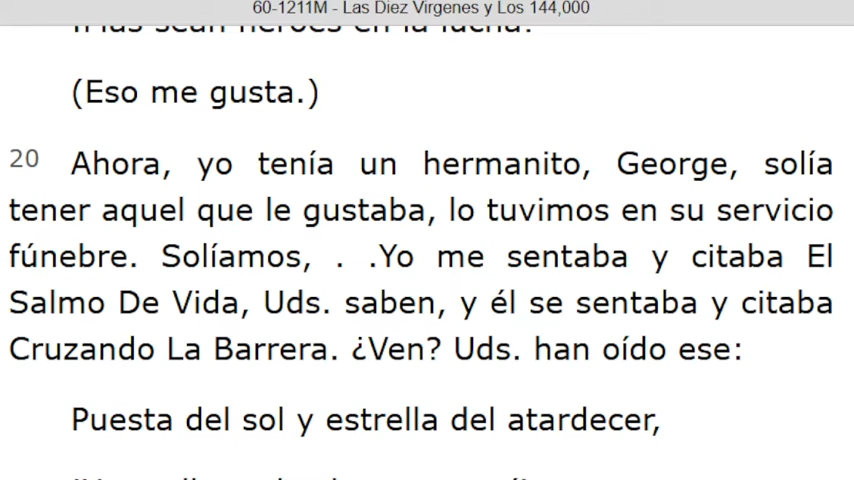 60-1211M - Las Diez Virgenes y Los 144,000
(Eso me gusta.)
20 Ahora, yo tenía un hermanito, George, solía
tener aquel que le gustaba, lo tuvimos en su servicio
fúnebre. Solíamos, . .Yo me sentaba y citaba El
Salmo De Vida, Uds. saben, y él se sentaba y citaba
Cruzando La Barrera. ¿Ven? Uds. han oído ese:
Puesta del sol y estrella del atardecer,